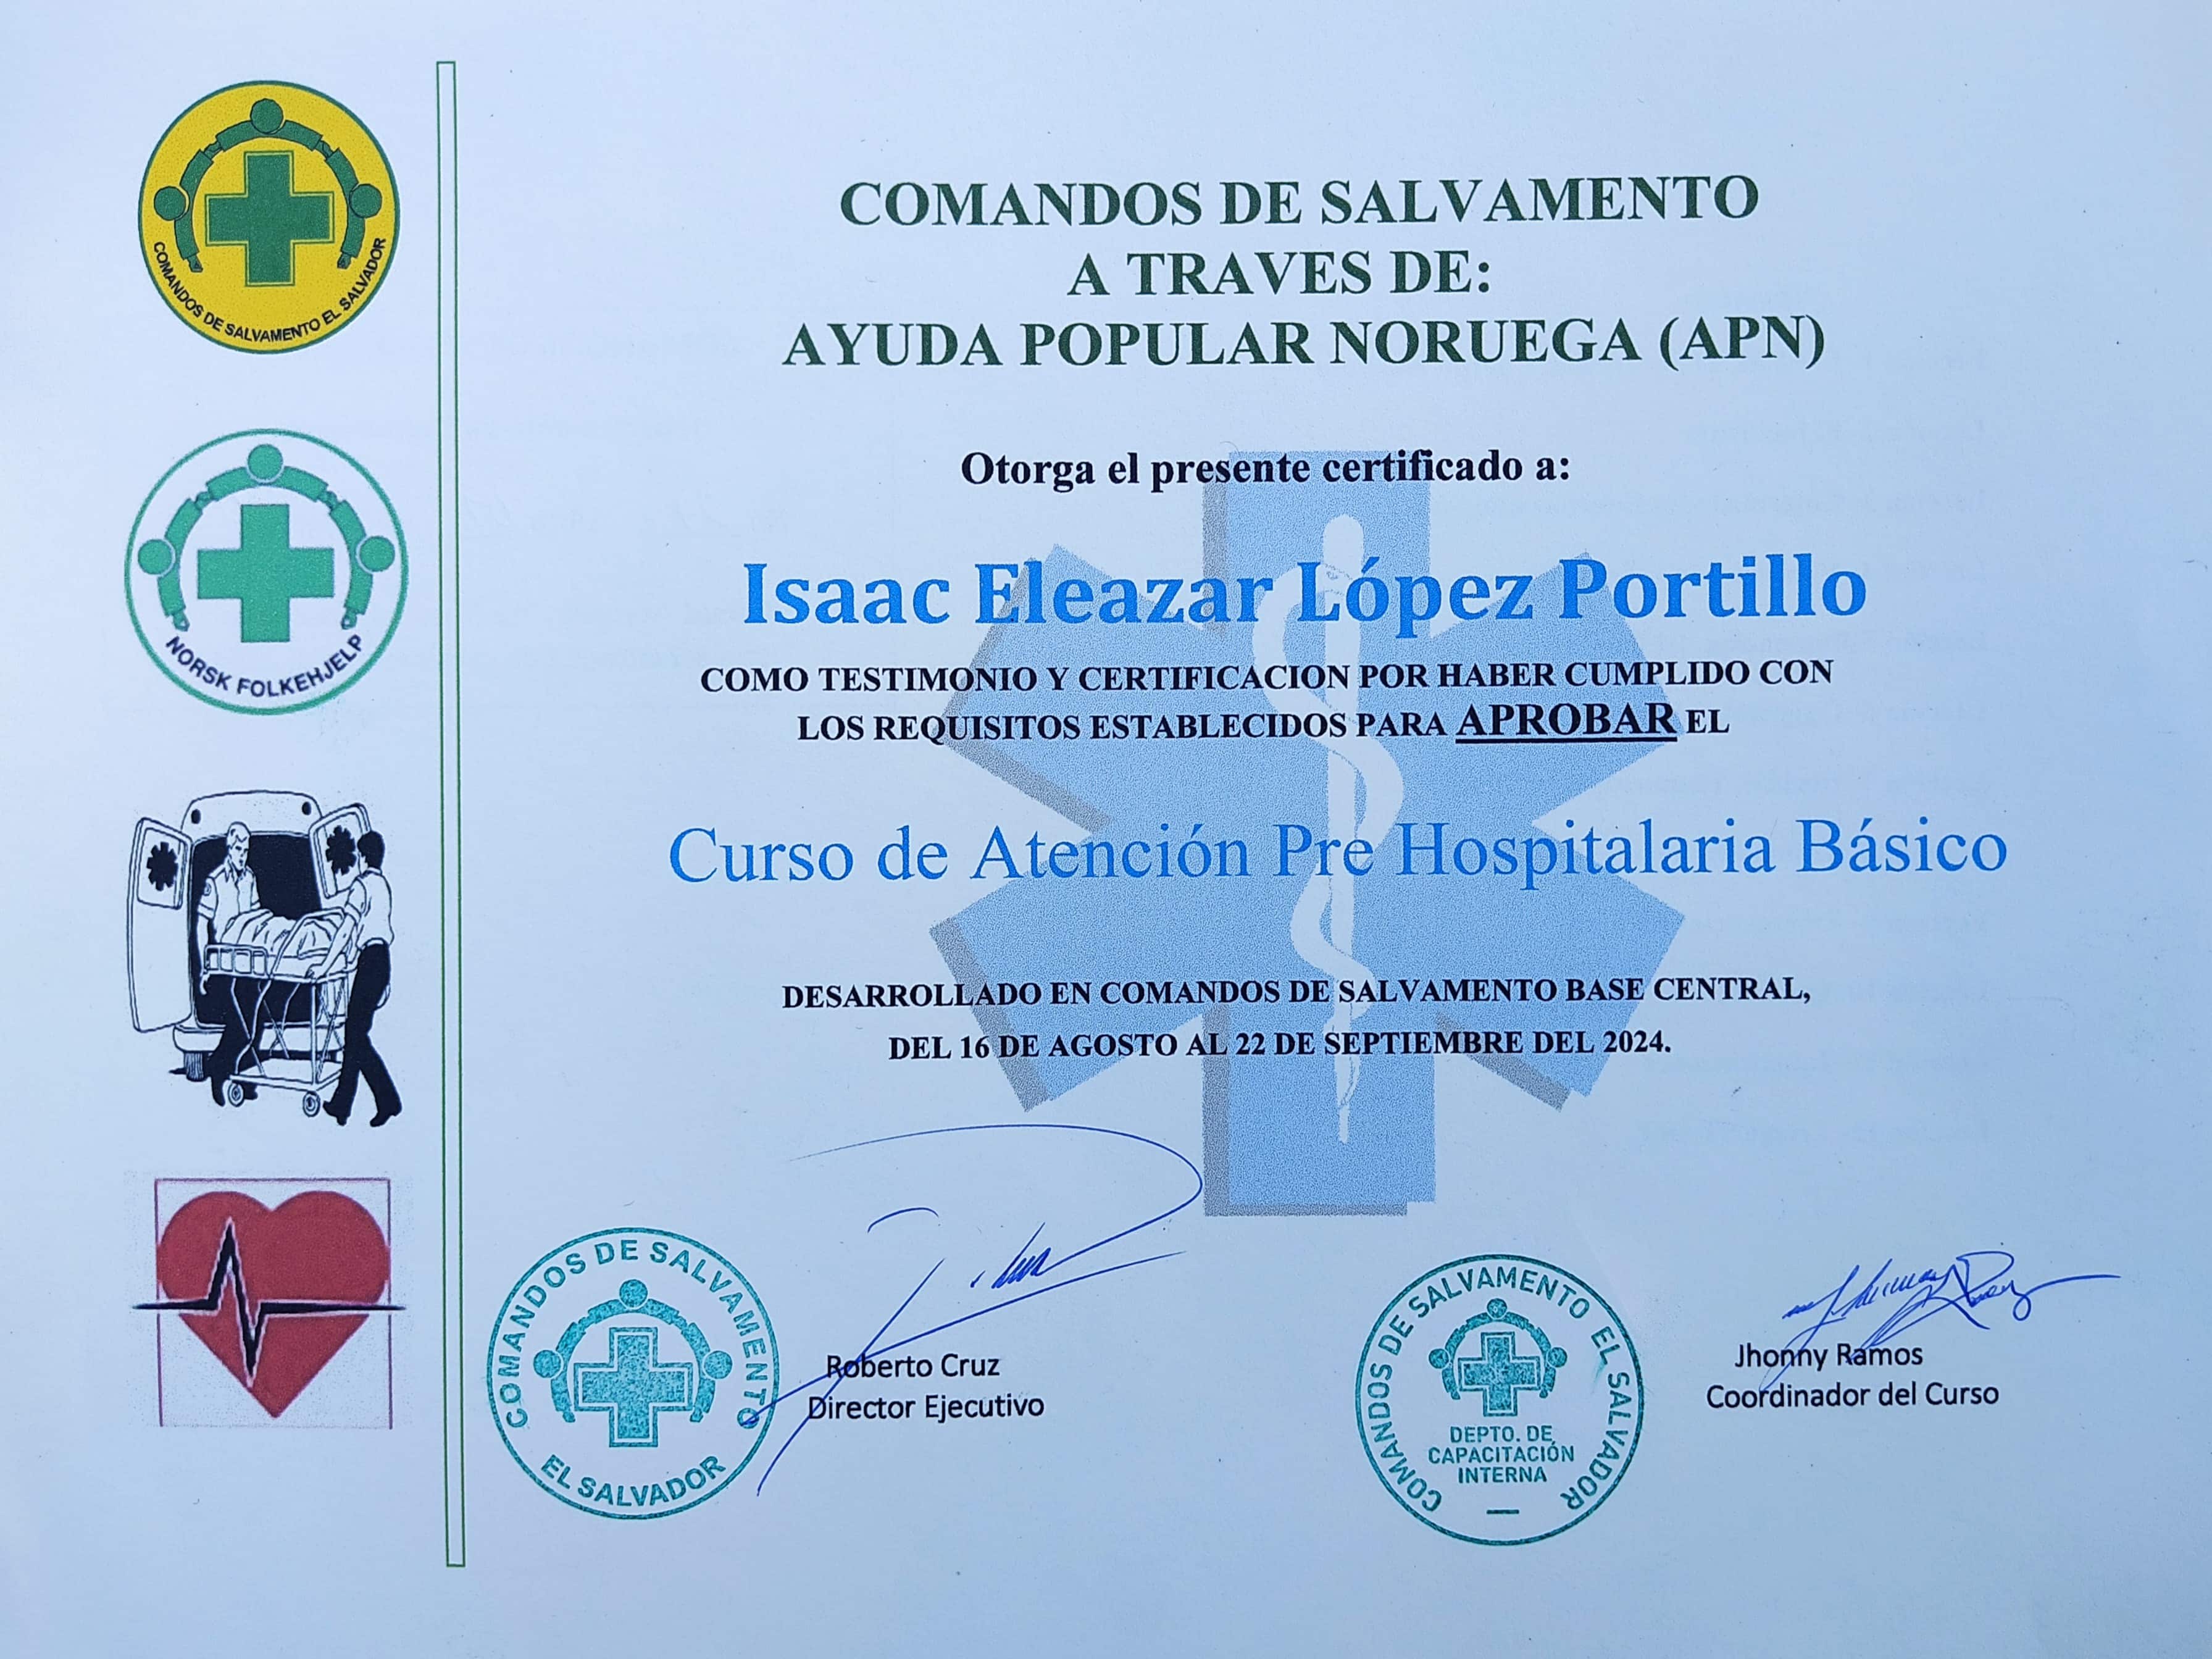 COMANDOS DE SALVAMENTO EL SALVADOR
NORSK FOLKEHJELP
COMANDOS DE SALVAMENTO
A TRAVES DE:
AYUDA POPULAR NORUEGA (APN)
Otorga el presente certificado a:
Isaac Eleazar López Portillo
COMO TESTIMONIO Y CERTIFICACION POR HABER CUMPLIDO CON
LOS REQUISITOS ESTABLECIDOS PARA APROBAR EL
Curso de Atención Pre Hospitalaria Básico
DESARROLLADO EN COMANDOS DE SALVAMENTO BASE CENTRAL,
DEL 16 DE AGOSTO AL 22 DE SEPTIEMBRE DEL 2024.
COMANDOS DE SALVAMENTO
EL SALVADOR
Roberto Cruz
Director Ejecutivo
COMANDOS DE SALVAMENTO EL SALVADOR
DEPTO. DE
CAPACITACIÓN
INTERNA
Jhonny Ramos
Coordinador del Curso